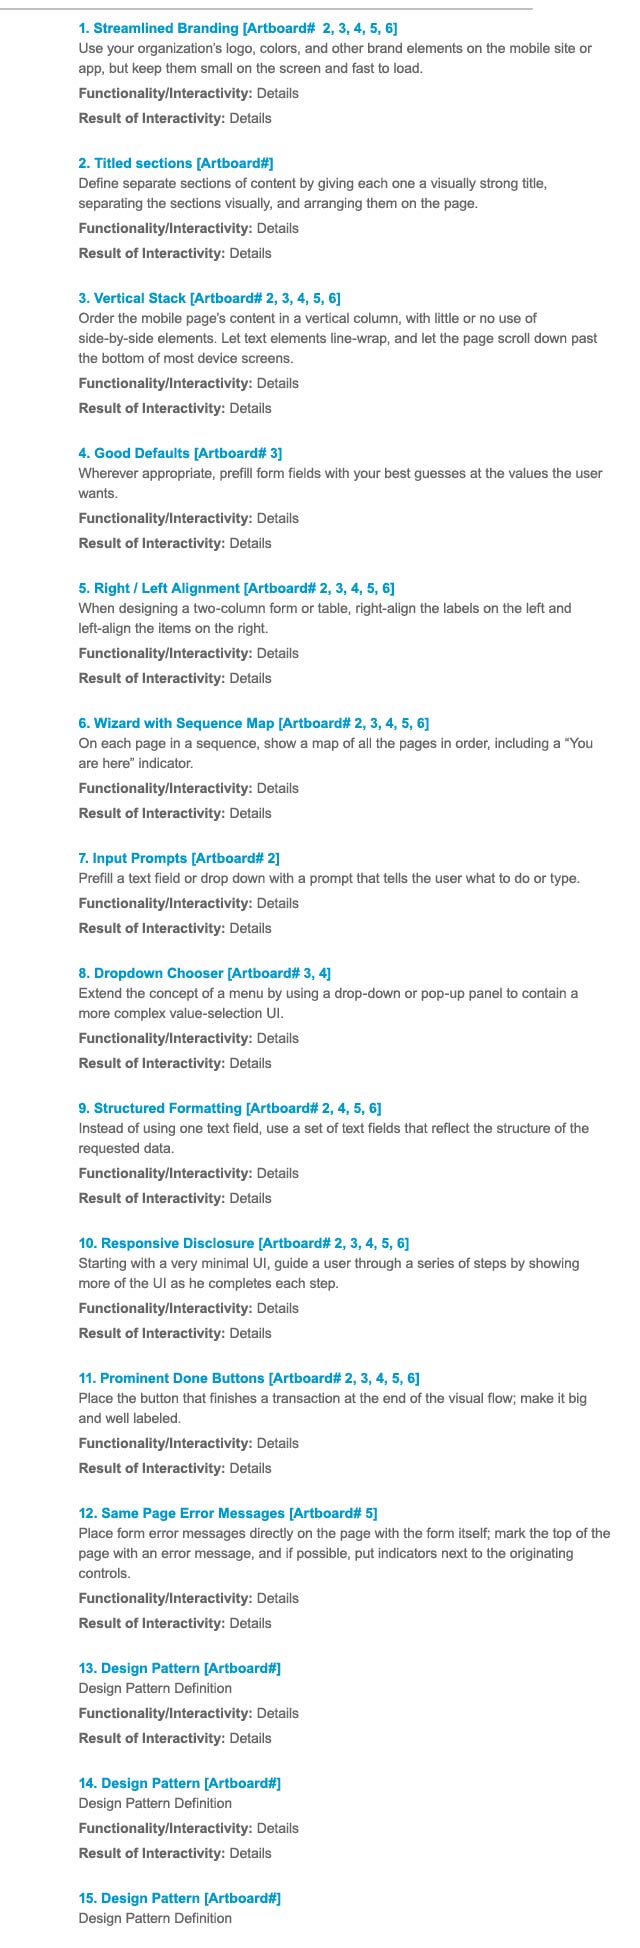 1. Streamlined Branding [Artboard#  2, 3, 4, 5, 6]
Use your organization's logo, colors, and other brand elements on the mobile site or
app, but keep them small on the screen and fast to load.
Functionality/Interactivity: Details
Result of Interactivity: Details
2. Titled sections [Artboard#]
Define separate sections of content by giving each one a visually strong title,
separating the sections visually, and arranging them on the page.
Functionality/Interactivity: Details
Result of Interactivity: Details
3. Vertical Stack [Artboard# 2, 3, 4, 5, 6]
Order the mobile page's content in a vertical column, with little or no use of
side-by-side elements. Let text elements line-wrap, and let the page scroll down past
the bottom of most device screens.
Functionality/Interactivity: Details
Result of Interactivity: Details
4. Good Defaults [Artboard# 3]
Wherever appropriate, prefill form fields with your best guesses at the values the user
wants.
Functionality/Interactivity: Details
Result of Interactivity: Details
5. Right / Left Alignment [Artboard# 2, 3, 4, 5, 6]
When designing a two-column form or table, right-align the labels on the left and
left-align the items on the right.
Functionality/Interactivity: Details
Result of Interactivity: Details
6. Wizard with Sequence Map [Artboard# 2, 3, 4, 5, 6]
On each page in a sequence, show a map of all the pages in order, including a “You
are here” indicator.
Functionality/Interactivity: Details
Result of Interactivity: Details
7. Input Prompts [Artboard# 2]
Prefill a text field or drop down with a prompt that tells the user what to do or type.
Functionality/Interactivity: Details
Result of Interactivity: Details
8. Dropdown Chooser [Artboard# 3, 4]
Extend the concept of a menu by using a drop-down or pop-up panel to contain a
more complex value-selection UI.
Functionality/Interactivity: Details
Result of Interactivity: Details
9. Structured Formatting [Artboard# 2, 4, 5, 6]
Instead of using one text field, use a set of text fields that reflect the structure of the
requested data.
Functionality/Interactivity: Details
Result of Interactivity: Details
10. Responsive Disclosure [Artboard# 2, 3, 4, 5, 6]
Starting with a very minimal UI, guide a user through a series of steps by showing
more of the UI as he completes each step.
Functionality/Interactivity: Details
Result of Interactivity: Details
11. Prominent Done Buttons [Artboard# 2, 3, 4, 5, 6]
Place the button that finishes a transaction at the end of the visual flow; make it big
and well labeled.
Functionality/Interactivity: Details
Result of Interactivity: Details
12. Same Page Error Messages [Artboard# 5]
Place form error messages directly on the page with the form itself; mark the top of the
page with an error message, and if possible, put indicators next to the originating
controls.
Functionality/Interactivity: Details
Result of Interactivity: Details
13. Design Pattern [Artboard#]
Design Pattern Definition
Functionality/Interactivity: Details
Result of Interactivity: Details
14. Design Pattern [Artboard#]
Design Pattern Definition
Functionality/Interactivity: Details
Result of Interactivity: Details
15. Design Pattern [Artboard#]
Design Pattern Definition